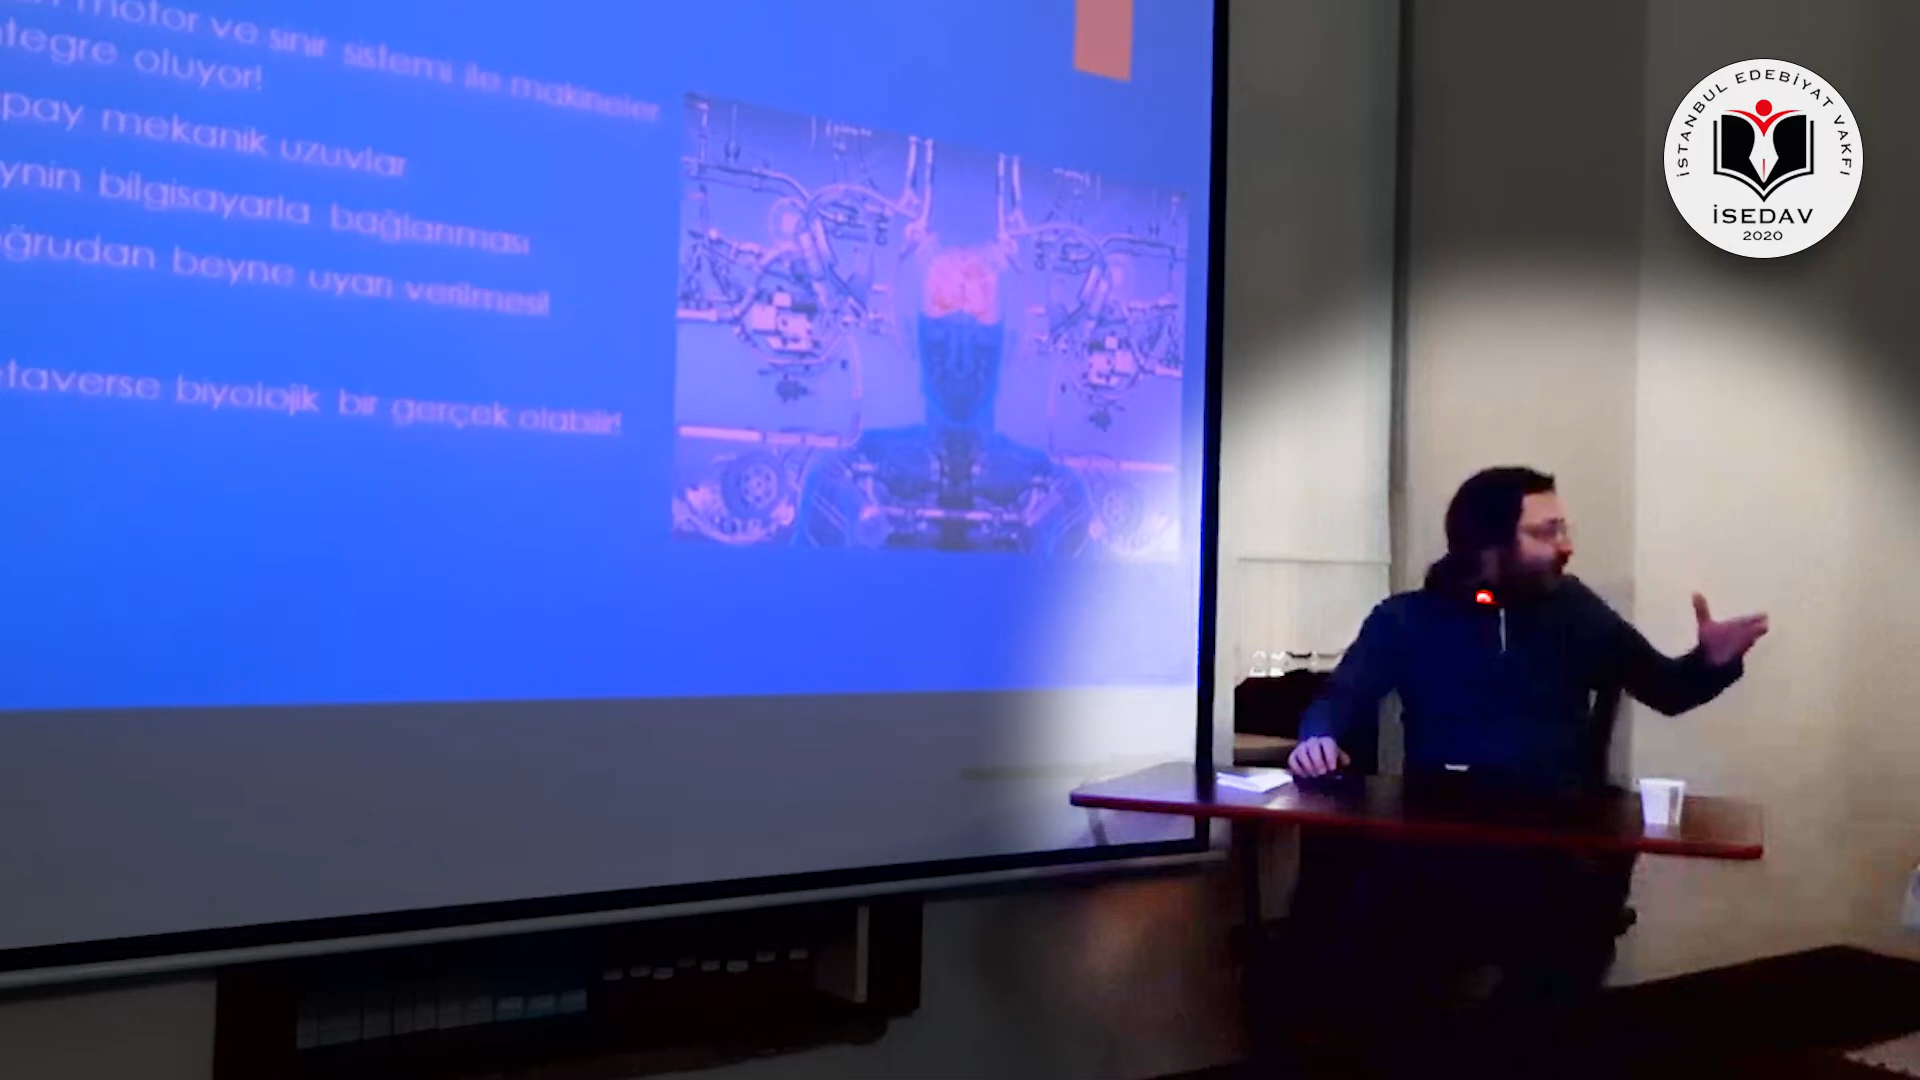 motor ve sinir sistemi ile makineler
ntegre oluyor!
pay mekanik uzuvlar
ynin bilgisayarla bağlanması
ğrudan beyne uyarı verilmesi!
etaverse biyolojik bir gerçek olabilir!
İSTANBUL EDEBİYAT VAKFI
İSEDAV
2020